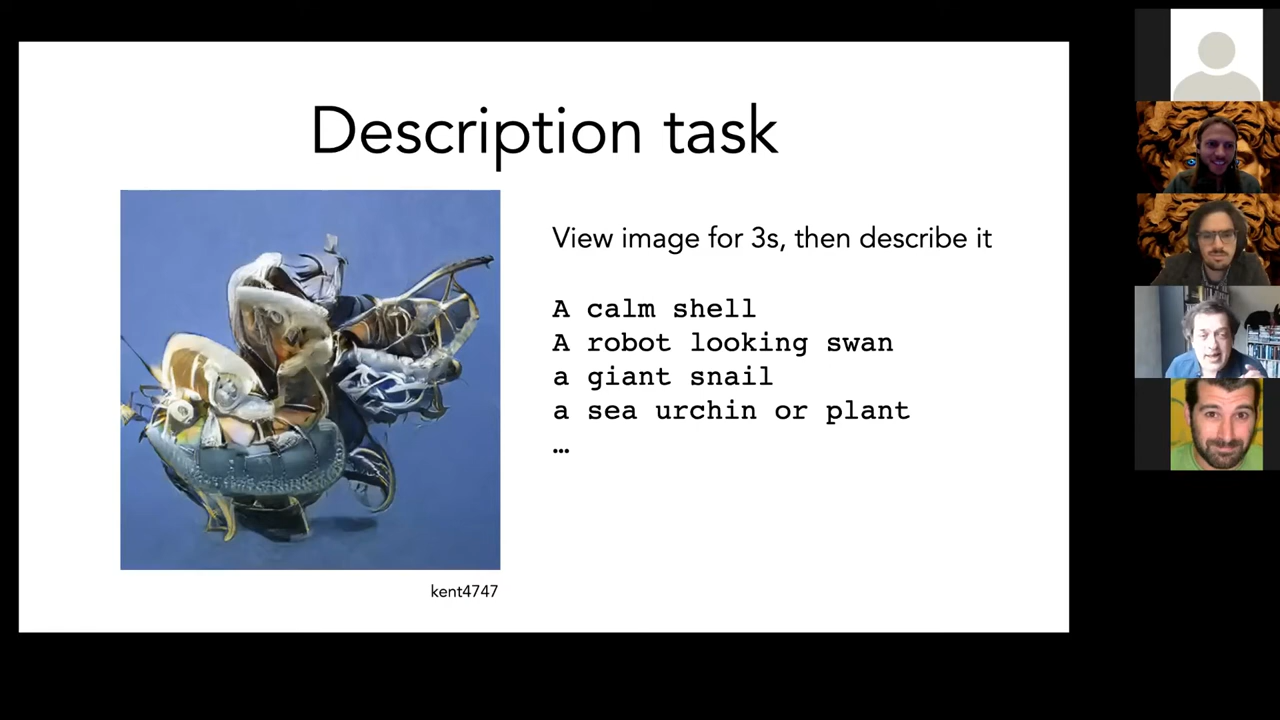 Description task
View image for 3s, then describe it
A calm shell
A robot looking swan
a giant snail
a sea urchin or plant
…
kent4747